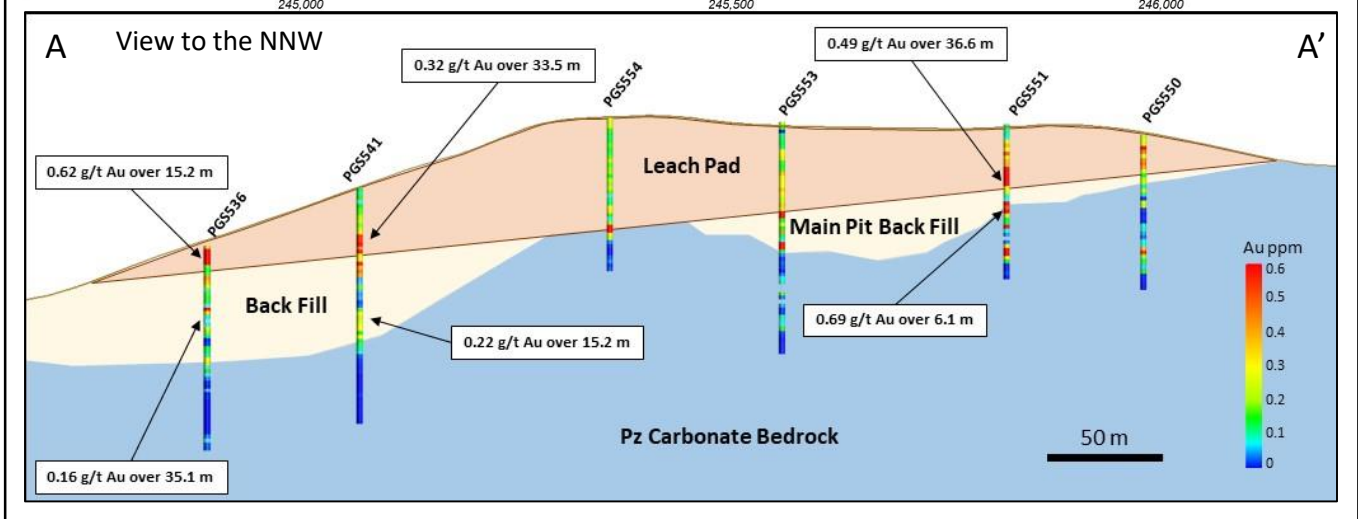 245,000
245,500
246,000
A
View to the NNW
A’
0.49 g/t Au over 36.6 m
0.32 g/t Au over 33.5 m
PGS554
PGS553
PGS551
PGS550
0.62 g/t Au over 15.2 m
PGS541
PGS536
Leach Pad
Main Pit Back Fill
Back Fill
0.69 g/t Au over 6.1 m
0.22 g/t Au over 15.2 m
Au ppm
0.6
0.5
0.4
0.3
0.2
0.1
0
Pz Carbonate Bedrock
50 m
0.16 g/t Au over 35.1 m